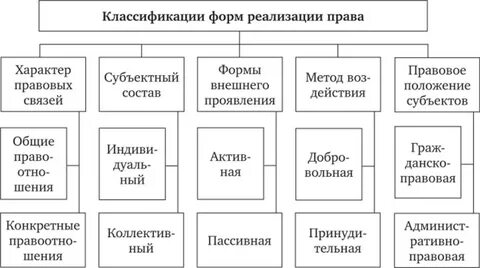 Классификации форм реализации права
Характер
правовых
связей
Субъектный
состав
Формы
внешнего
проявления
Метод воз-
действия
Правовое
положение
субъектов
Общие
право-
отно-
шения
Индиви-
дуаль-
ный
Актив-
ная
Добро-
вольная
Граж-
данско-
правовая
Конкретные
правоотно-
шения
Коллектив-
ный
Пассивная
Принуди-
тельная
Админист-
ративно-
правовая